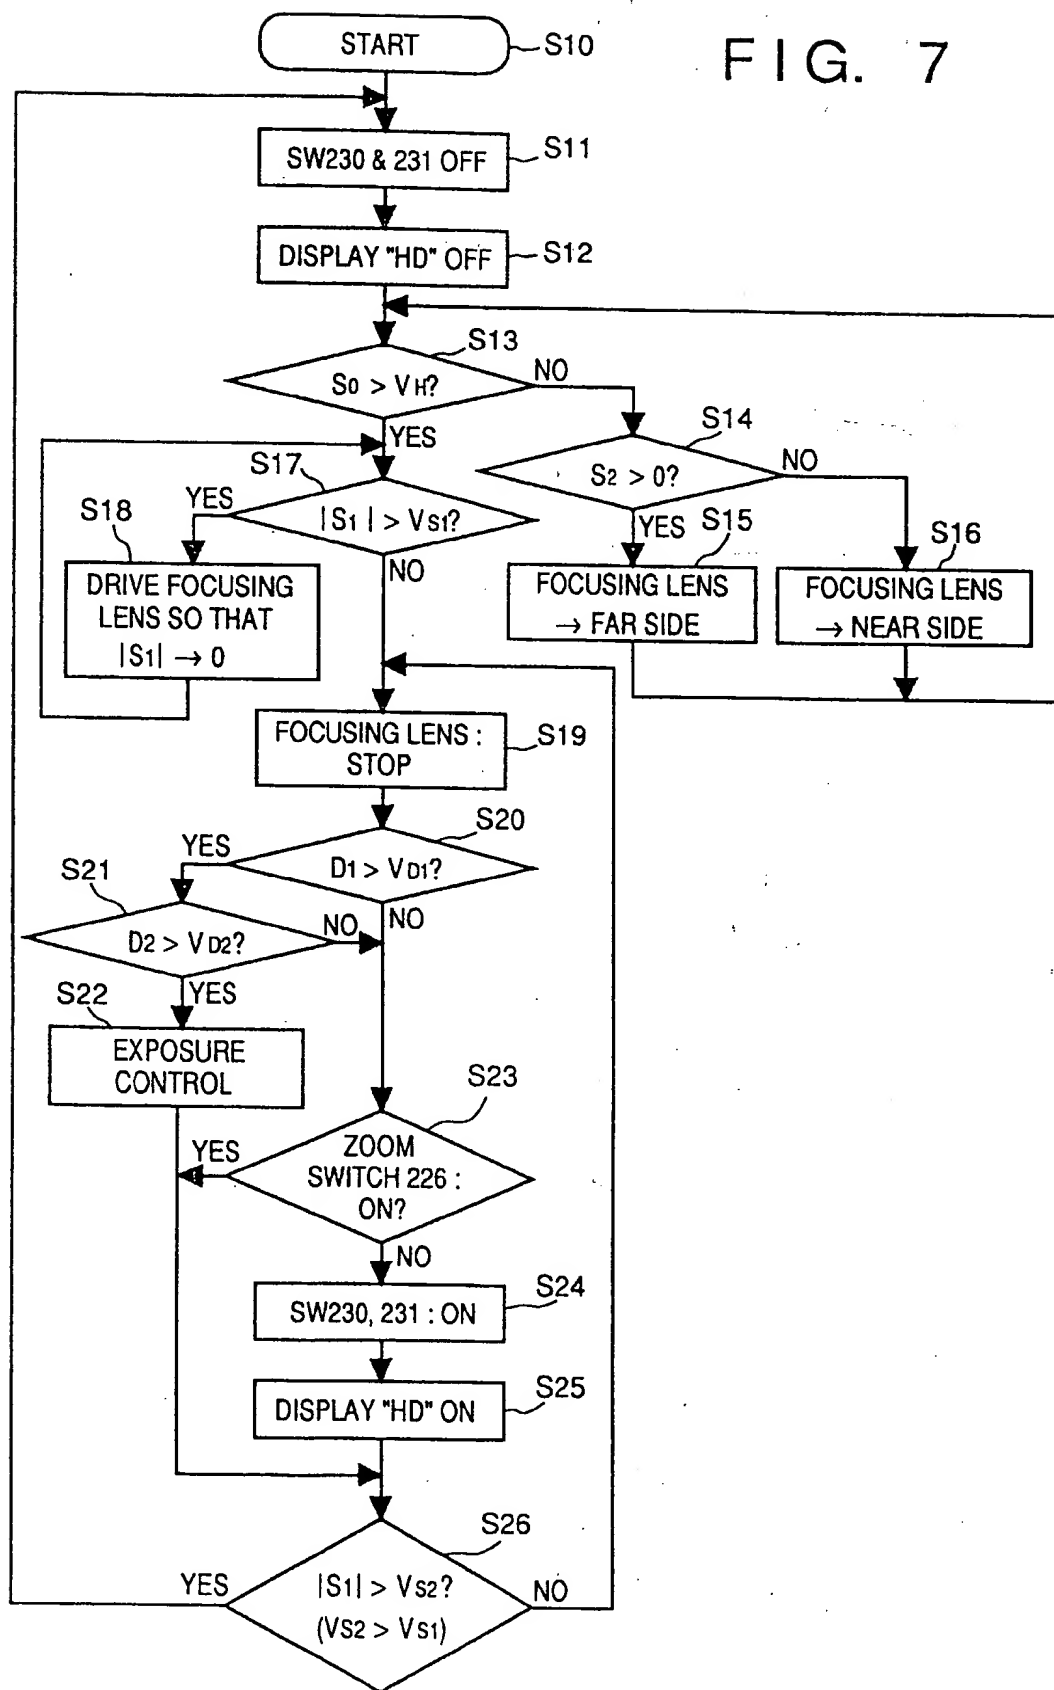 FIG. 7
START
S10
SW230 & 231 OFF
S11
DISPLAY "HD" OFF
S12
S13
S0 > VH?
NO
YES
S14
S2 > 0?
NO
YES
S15
FOCUSING LENS
→ FAR SIDE
S16
FOCUSING LENS
→ NEAR SIDE
S17
|S1| > VS1?
YES
NO
S18
DRIVE FOCUSING
LENS SO THAT
|S1| → 0
FOCUSING LENS :
STOP
S19
S20
D1 > VD1?
YES
NO
S21
D2 > VD2?
NO
YES
S22
EXPOSURE
CONTROL
S23
ZOOM
SWITCH 226 :
ON?
YES
NO
S24
SW230, 231 : ON
S25
DISPLAY "HD" ON
S26
|S1| > VS2?
(VS2 > VS1)
YES
NO